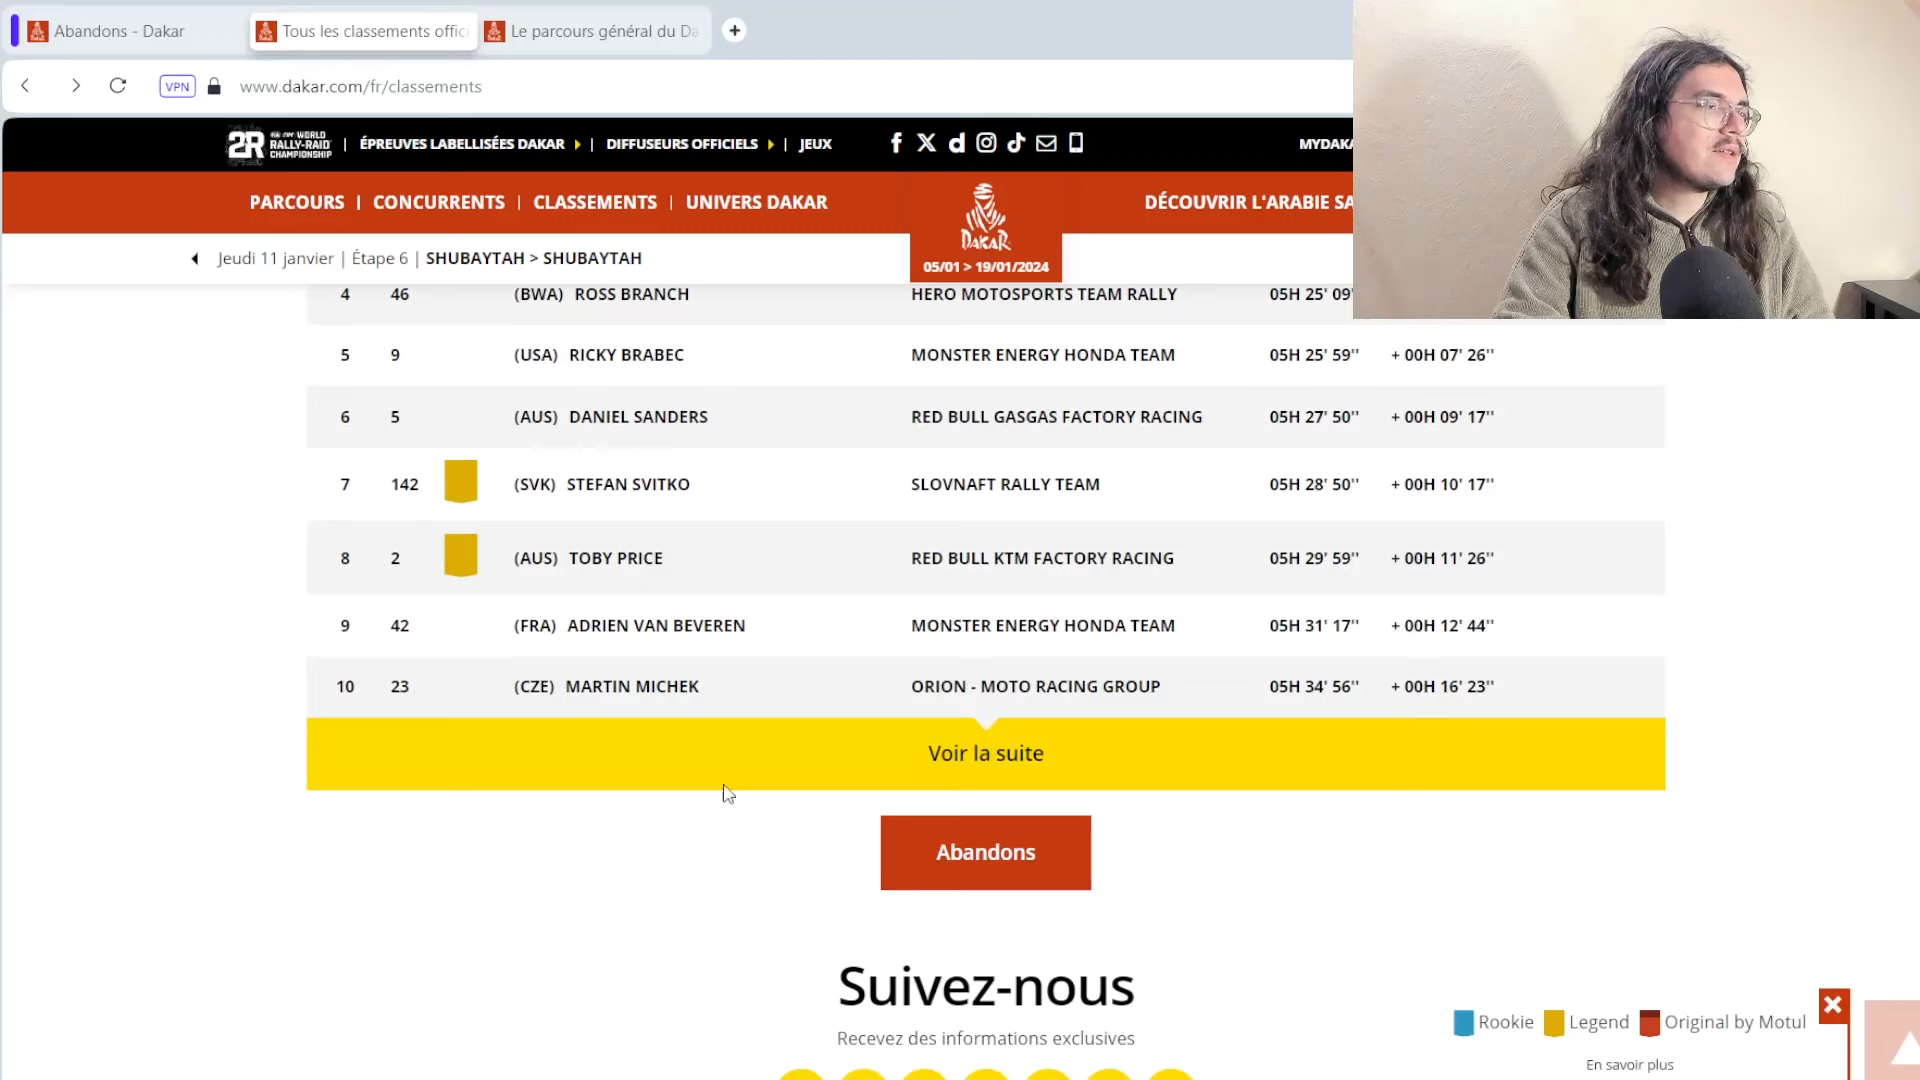 Abandons - Dakar
Tous les classements offici
Le parcours général du Da
VPN
www.dakar.com/fr/classements
2R WORLD RALLY-RAID CHAMPIONSHIP | ÉPREUVES LABELLISÉES DAKAR | DIFFUSEURS OFFICIELS | JEUX
MYDAKA
PARCOURS | CONCURRENTS | CLASSEMENTS | UNIVERS DAKAR
DÉCOUVRIR L'ARABIE SA
DAKAR
05/01 > 19/01/2024
Jeudi 11 janvier | Étape 6 | SHUBAYTAH > SHUBAYTAH
4 46 (BWA) ROSS BRANCH HERO MOTOSPORTS TEAM RALLY 05H 25' 09'
5 9 (USA) RICKY BRABEC MONSTER ENERGY HONDA TEAM 05H 25' 59'' + 00H 07' 26''
6 5 (AUS) DANIEL SANDERS RED BULL GASGAS FACTORY RACING 05H 27' 50'' + 00H 09' 17''
7 142 (SVK) STEFAN SVITKO SLOVNAFT RALLY TEAM 05H 28' 50'' + 00H 10' 17''
8 2 (AUS) TOBY PRICE RED BULL KTM FACTORY RACING 05H 29' 59'' + 00H 11' 26''
9 42 (FRA) ADRIEN VAN BEVEREN MONSTER ENERGY HONDA TEAM 05H 31' 17'' + 00H 12' 44''
10 23 (CZE) MARTIN MICHEK ORION - MOTO RACING GROUP 05H 34' 56'' + 00H 16' 23''
Voir la suite
Abandons
Suivez-nous
Recevez des informations exclusives
Rookie Legend Original by Motul
En savoir plus